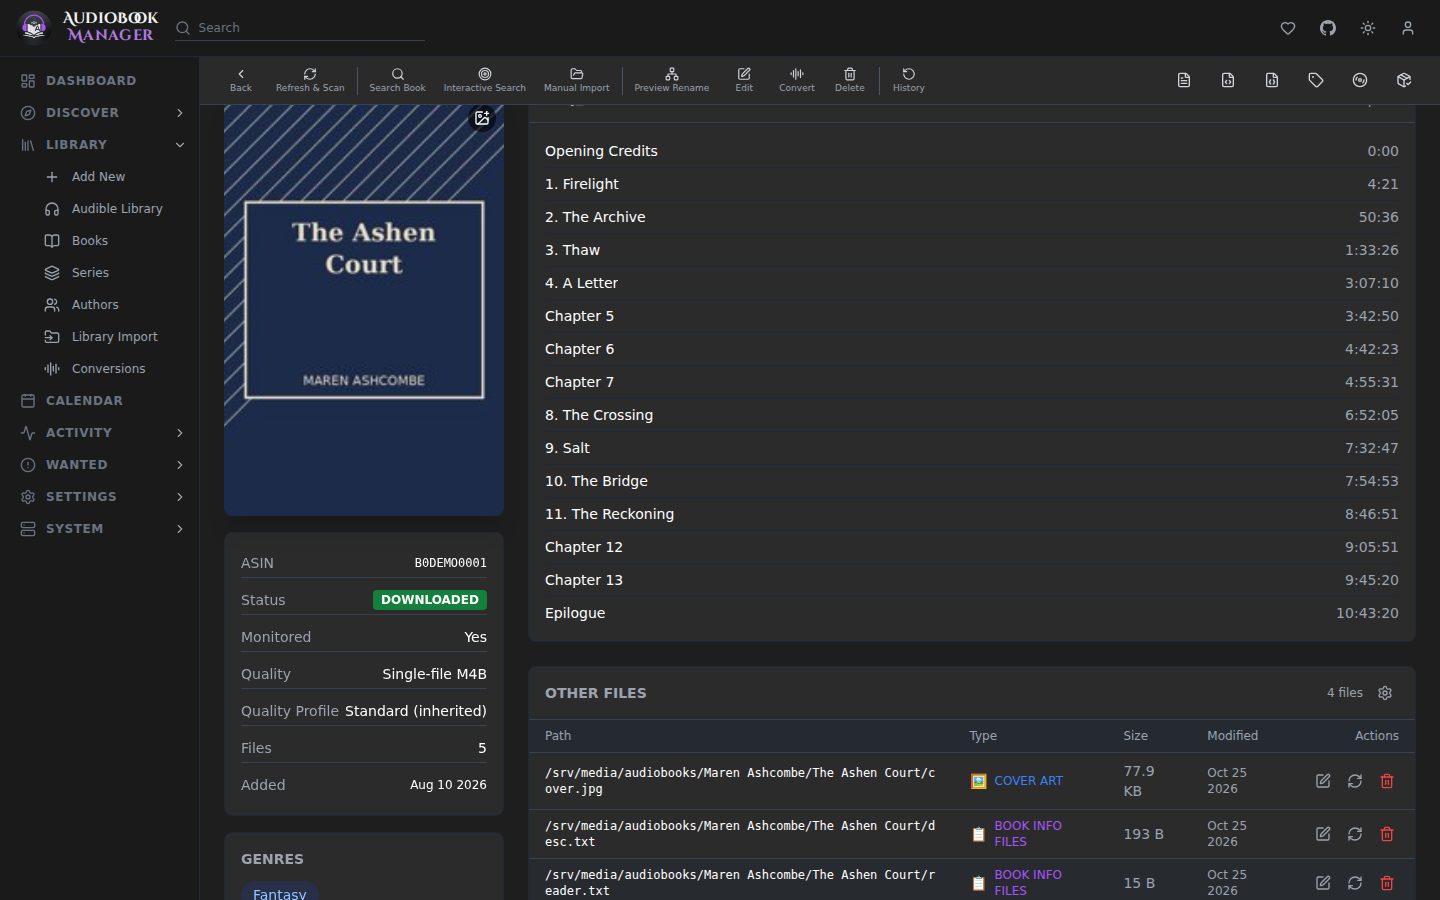 AUDIOBOOK
MANAGER
Search
DASHBOARD
DISCOVER
LIBRARY
Add New
Audible Library
Books
Series
Authors
Library Import
Conversions
CALENDAR
ACTIVITY
WANTED
SETTINGS
SYSTEM
Back
Refresh & Scan
Search Book
Interactive Search
Manual Import
Preview Rename
Edit
Convert
Delete
History
The Ashen
Court
MAREN ASHCOMBE
ASIN B0DEMO0001
Status DOWNLOADED
Monitored Yes
Quality Single-file M4B
Quality Profile Standard (inherited)
Files 5
Added Aug 10 2026
GENRES
Fantasy
Opening Credits 0:00
1. Firelight 4:21
2. The Archive 50:36
3. Thaw 1:33:26
4. A Letter 3:07:10
Chapter 5 3:42:50
Chapter 6 4:42:23
Chapter 7 4:55:31
8. The Crossing 6:52:05
9. Salt 7:32:47
10. The Bridge 7:54:53
11. The Reckoning 8:46:51
Chapter 12 9:05:51
Chapter 13 9:45:20
Epilogue 10:43:20
OTHER FILES 4 files
Path Type Size Modified Actions
/srv/media/audiobooks/Maren Ashcombe/The Ashen Court/c
over.jpg
COVER ART
77.9
KB
Oct 25
2026
/srv/media/audiobooks/Maren Ashcombe/The Ashen Court/d
esc.txt
BOOK INFO
FILES
193 B
Oct 25
2026
/srv/media/audiobooks/Maren Ashcombe/The Ashen Court/r
eader.txt
BOOK INFO
FILES
15 B
Oct 25
2026